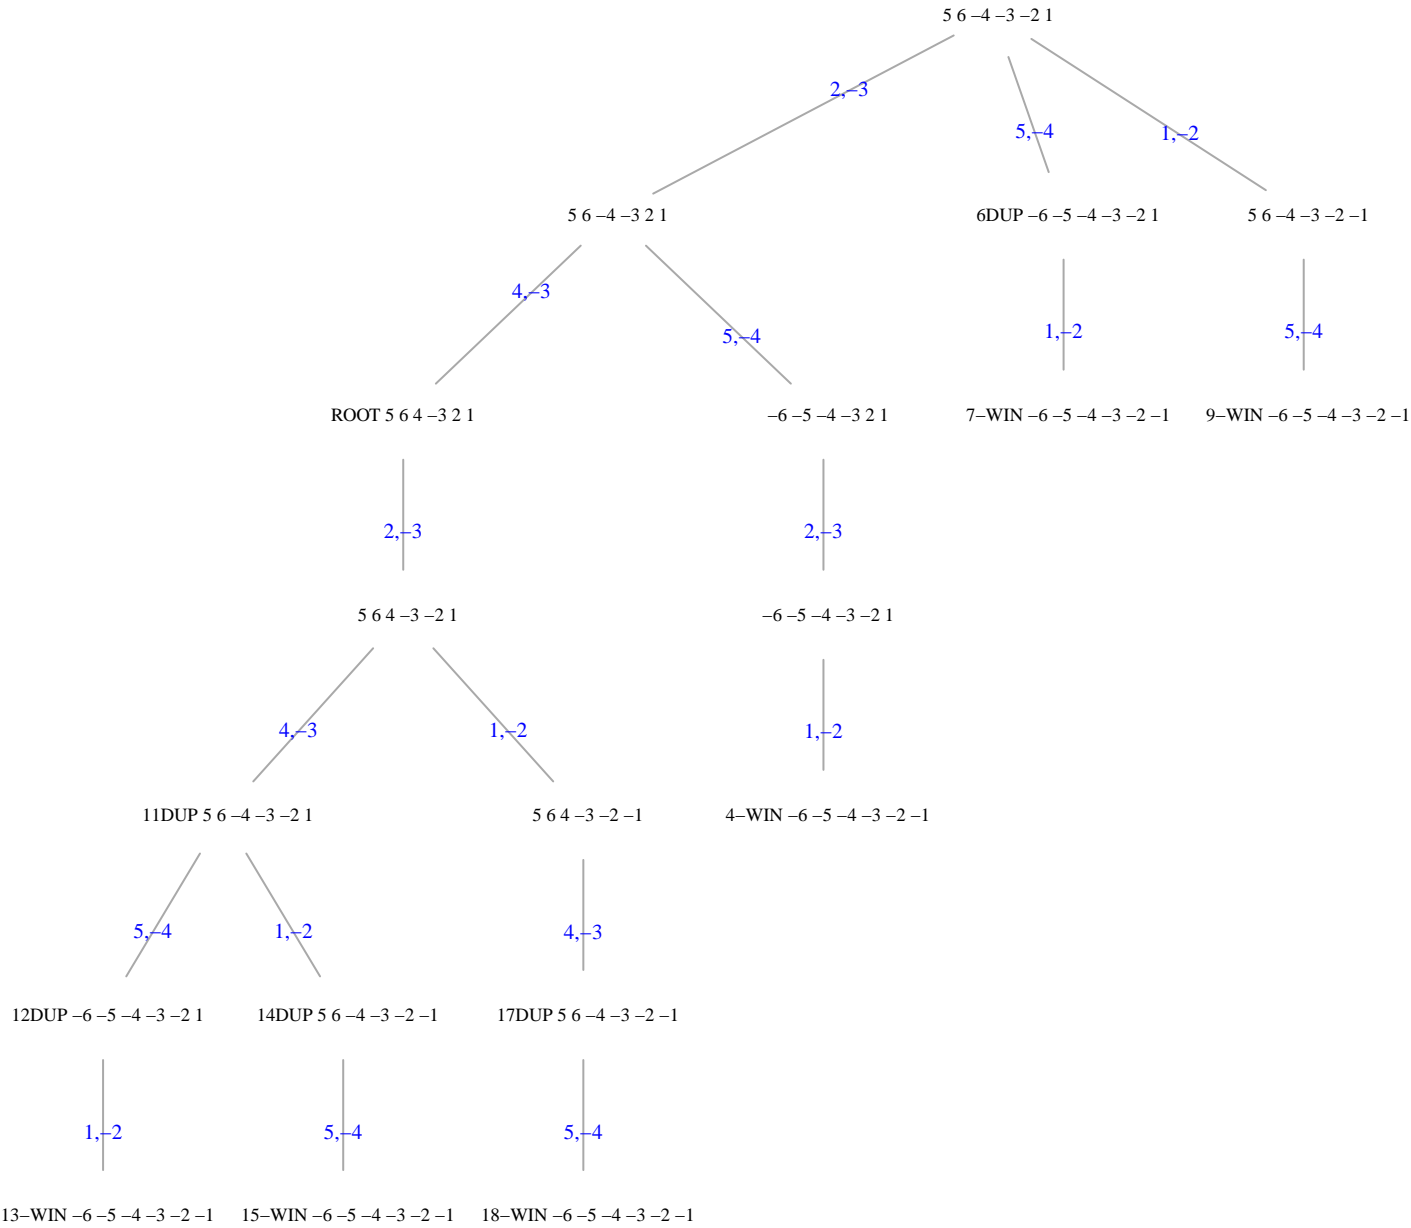 5 6 –4 –3 –2 1
2,–3
5,–4
1,–2
5 6 –4 –3 2 1
6DUP –6 –5 –4 –3 –2 1
5 6 –4 –3 –2 –1
4,–3
5,–4
1,–2
5,–4
ROOT 5 6 4 –3 2 1
–6 –5 –4 –3 2 1
7–WIN –6 –5 –4 –3 –2 –1
9–WIN –6 –5 –4 –3 –2 –1
2,–3
2,–3
5 6 4 –3 –2 1
–6 –5 –4 –3 –2 1
4,–3
1,–2
1,–2
11DUP 5 6 –4 –3 –2 1
5 6 4 –3 –2 –1
4–WIN –6 –5 –4 –3 –2 –1
5,–4
1,–2
4,–3
12DUP –6 –5 –4 –3 –2 1
14DUP 5 6 –4 –3 –2 –1
17DUP 5 6 –4 –3 –2 –1
1,–2
5,–4
5,–4
13–WIN –6 –5 –4 –3 –2 –1
15–WIN –6 –5 –4 –3 –2 –1
18–WIN –6 –5 –4 –3 –2 –1